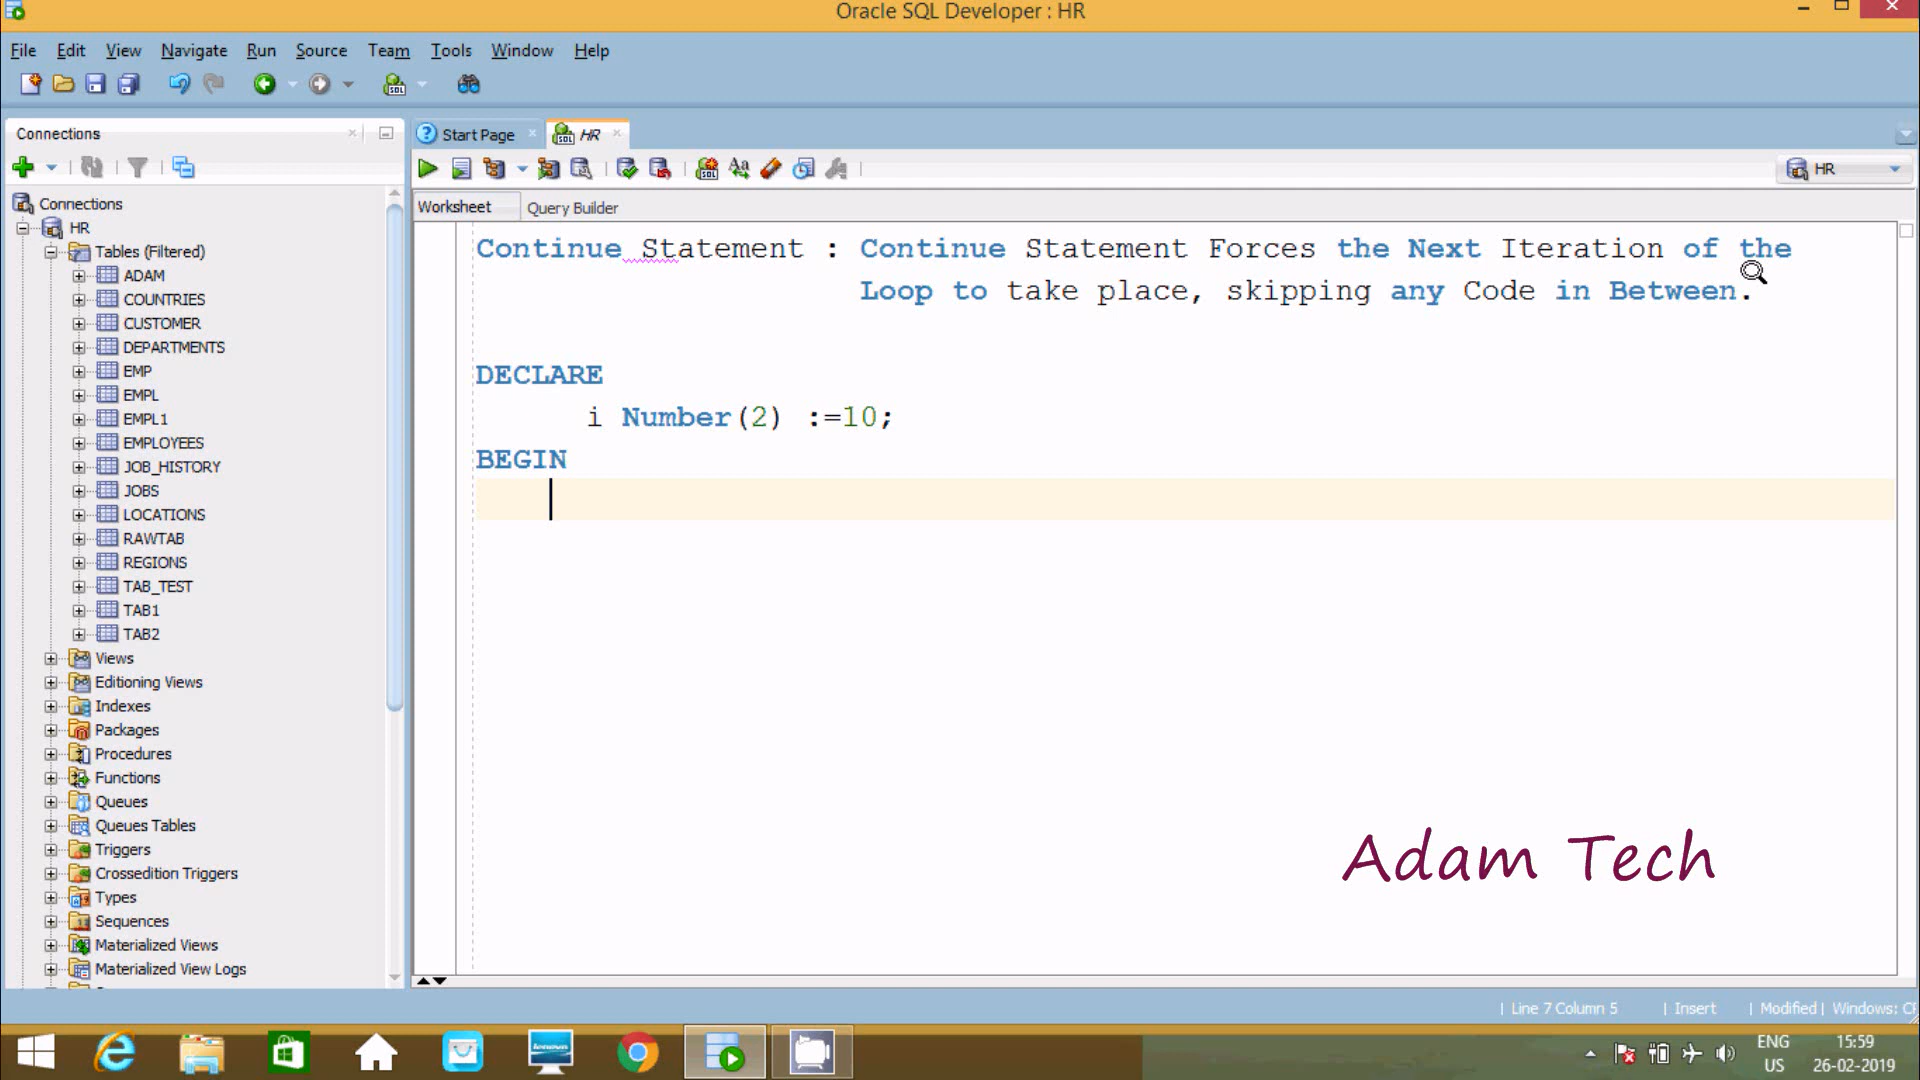 Oracle SQL Developer : HR
File Edit View Navigate Run Source Team Tools Window Help
Connections
Start Page
HR
HR
Worksheet
Query Builder
Connections
HR
Tables (Filtered)
ADAM
COUNTRIES
CUSTOMER
DEPARTMENTS
EMP
EMPL
EMPL1
EMPLOYEES
JOB_HISTORY
JOBS
LOCATIONS
RAWTAB
REGIONS
TAB_TEST
TAB1
TAB2
Views
Editioning Views
Indexes
Packages
Procedures
Functions
Queues
Queues Tables
Triggers
Crossedition Triggers
Types
Sequences
Materialized Views
Materialized View Logs
Continue Statement : Continue Statement Forces the Next Iteration of the
Loop to take place, skipping any Code in Between.
DECLARE
i Number(2) :=10;
BEGIN
Adam Tech
Line 7 Column 5 | Insert | Modified | Windows:
ENG
US
15:59
26-02-2019